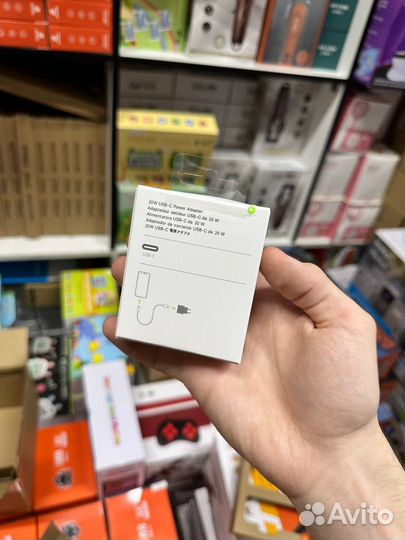 20W USB-C Power Adapter
Adaptateur secteur USB-C de 20 W
Alimentatore USB-C da 20 W
Adaptador de corriente USB-C de 20 W
20W USB-C 電源アダプタ
USB-C
Avito